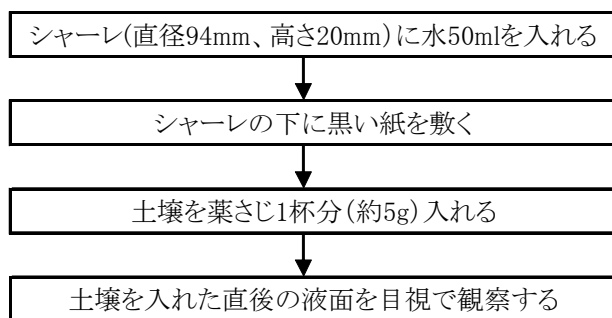 シャーレ(直径94mm、高さ20mm)に水50mlを入れる
シャーレの下に黒い紙を敷く
土壌を薬さじ1杯分(約5g)入れる
土壌を入れた直後の液面を目視で観察する